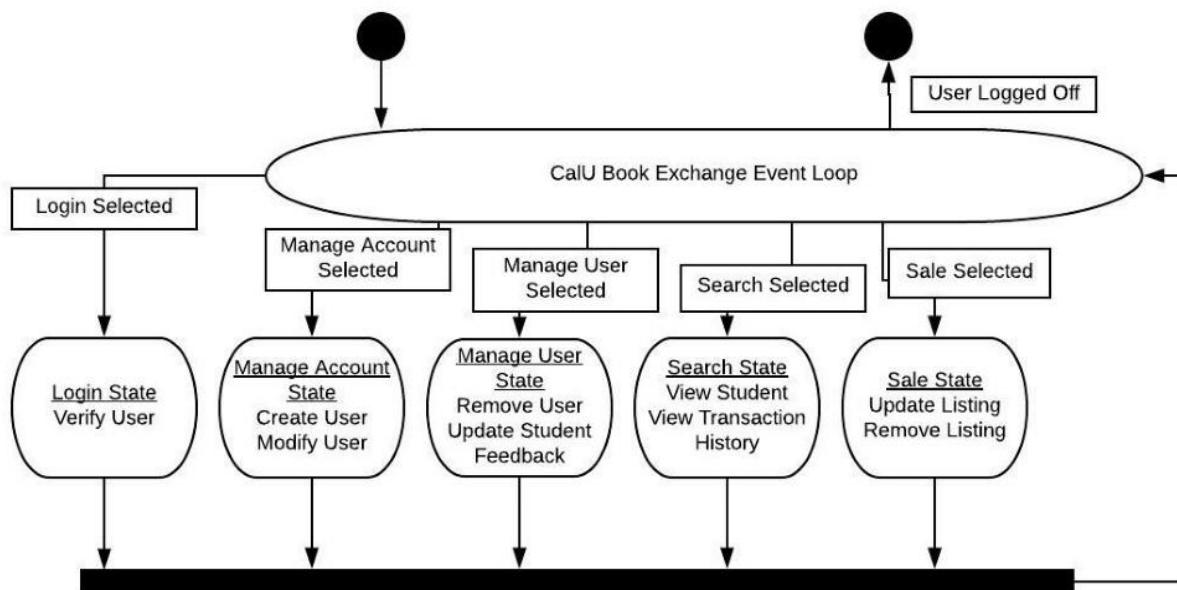 User Logged Off
CalU Book Exchange Event Loop
Login Selected
Manage Account
Selected
Manage User
Selected
Search Selected
Sale Selected
Login State
Verify User
Manage Account
State
Create User
Modify User
Manage User
State
Remove User
Update Student
Feedback
Search State
View Student
View Transaction
History
Sale State
Update Listing
Remove Listing